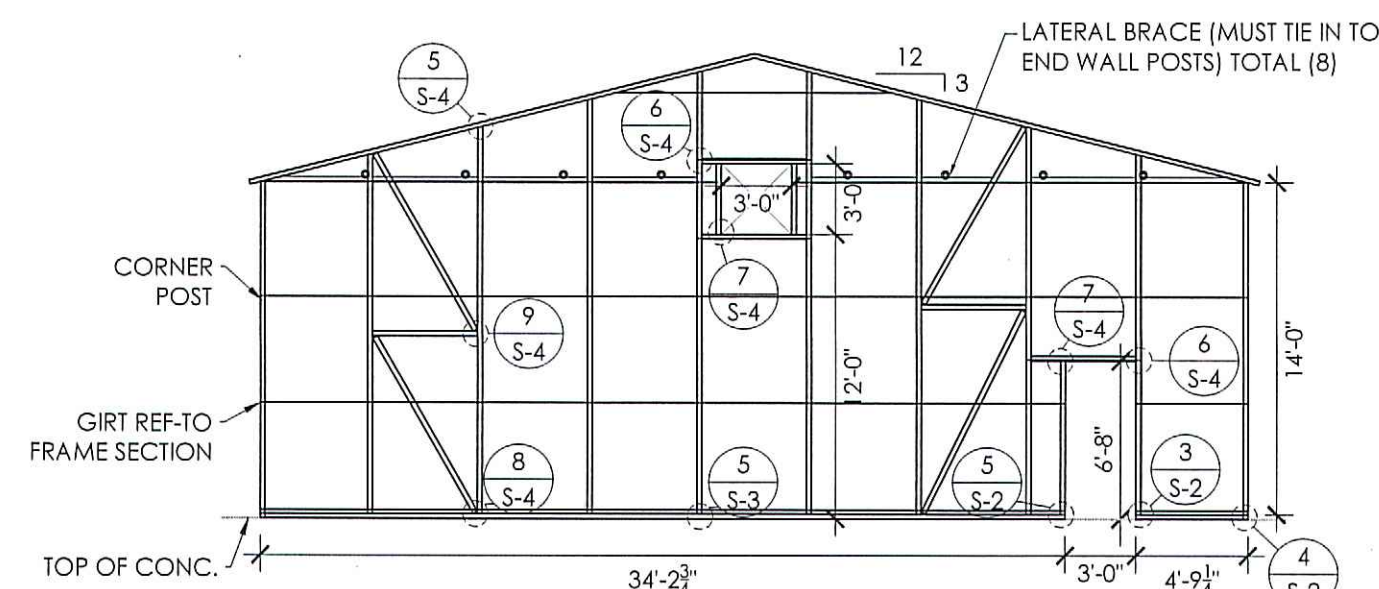 LATERAL BRACE (MUST TIE IN TO
END WALL POSTS) TOTAL (8)
12
3
5
S-4
6
S-4
3'-0"
3'-0
CORNER
POST
7
S-4
9
S-4
7
S-4
6
S-4
14'-0"
12'-0"
GIRT REF-TO
FRAME SECTION
6'-8"
8
S-4
5
S-3
5
S-2
3
S-2
TOP OF CONC.
34'-2¾"
3'-0"
4'-9¼"
4